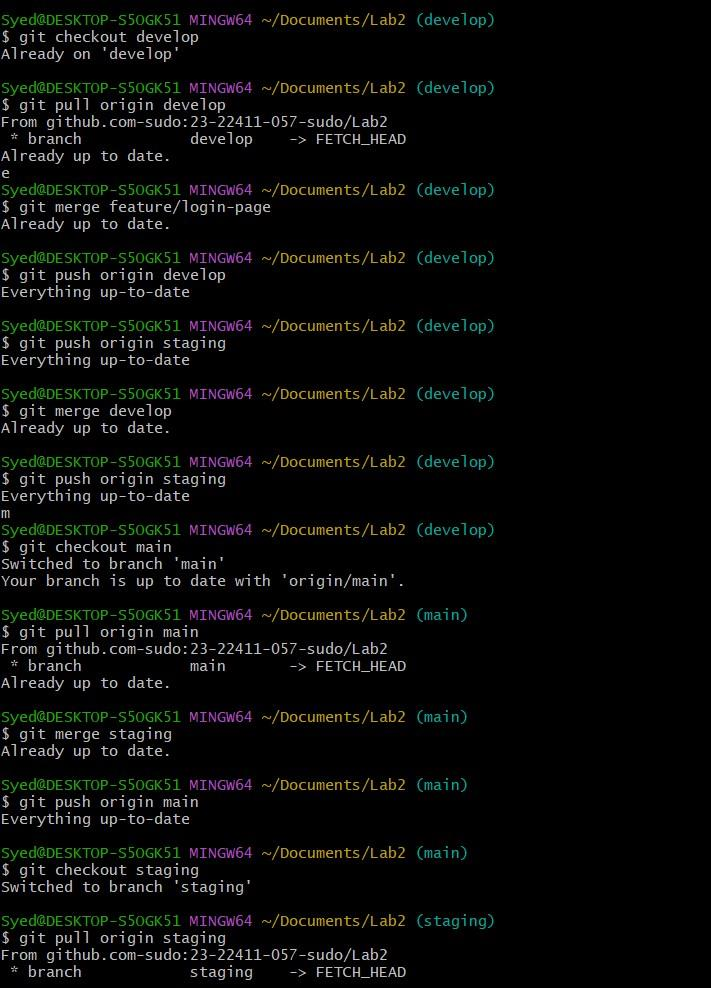 Syed@DESKTOP-S5OGK51 MINGW64 ~/Documents/Lab2 (develop)
$ git checkout develop
Already on 'develop'
Syed@DESKTOP-S5OGK51 MINGW64 ~/Documents/Lab2 (develop)
$ git pull origin develop
From github.com-sudo:23-22411-057-sudo/Lab2
 * branch            develop    -> FETCH_HEAD
Already up to date.
e
Syed@DESKTOP-S5OGK51 MINGW64 ~/Documents/Lab2 (develop)
$ git merge feature/login-page
Already up to date.
Syed@DESKTOP-S5OGK51 MINGW64 ~/Documents/Lab2 (develop)
$ git push origin develop
Everything up-to-date
Syed@DESKTOP-S5OGK51 MINGW64 ~/Documents/Lab2 (develop)
$ git push origin staging
Everything up-to-date
Syed@DESKTOP-S5OGK51 MINGW64 ~/Documents/Lab2 (develop)
$ git merge develop
Already up to date.
Syed@DESKTOP-S5OGK51 MINGW64 ~/Documents/Lab2 (develop)
$ git push origin staging
Everything up-to-date
m
Syed@DESKTOP-S5OGK51 MINGW64 ~/Documents/Lab2 (develop)
$ git checkout main
Switched to branch 'main'
Your branch is up to date with 'origin/main'.
Syed@DESKTOP-S5OGK51 MINGW64 ~/Documents/Lab2 (main)
$ git pull origin main
From github.com-sudo:23-22411-057-sudo/Lab2
 * branch            main       -> FETCH_HEAD
Already up to date.
Syed@DESKTOP-S5OGK51 MINGW64 ~/Documents/Lab2 (main)
$ git merge staging
Already up to date.
Syed@DESKTOP-S5OGK51 MINGW64 ~/Documents/Lab2 (main)
$ git push origin main
Everything up-to-date
Syed@DESKTOP-S5OGK51 MINGW64 ~/Documents/Lab2 (main)
$ git checkout staging
Switched to branch 'staging'
Syed@DESKTOP-S5OGK51 MINGW64 ~/Documents/Lab2 (staging)
$ git pull origin staging
From github.com-sudo:23-22411-057-sudo/Lab2
 * branch            staging    -> FETCH_HEAD